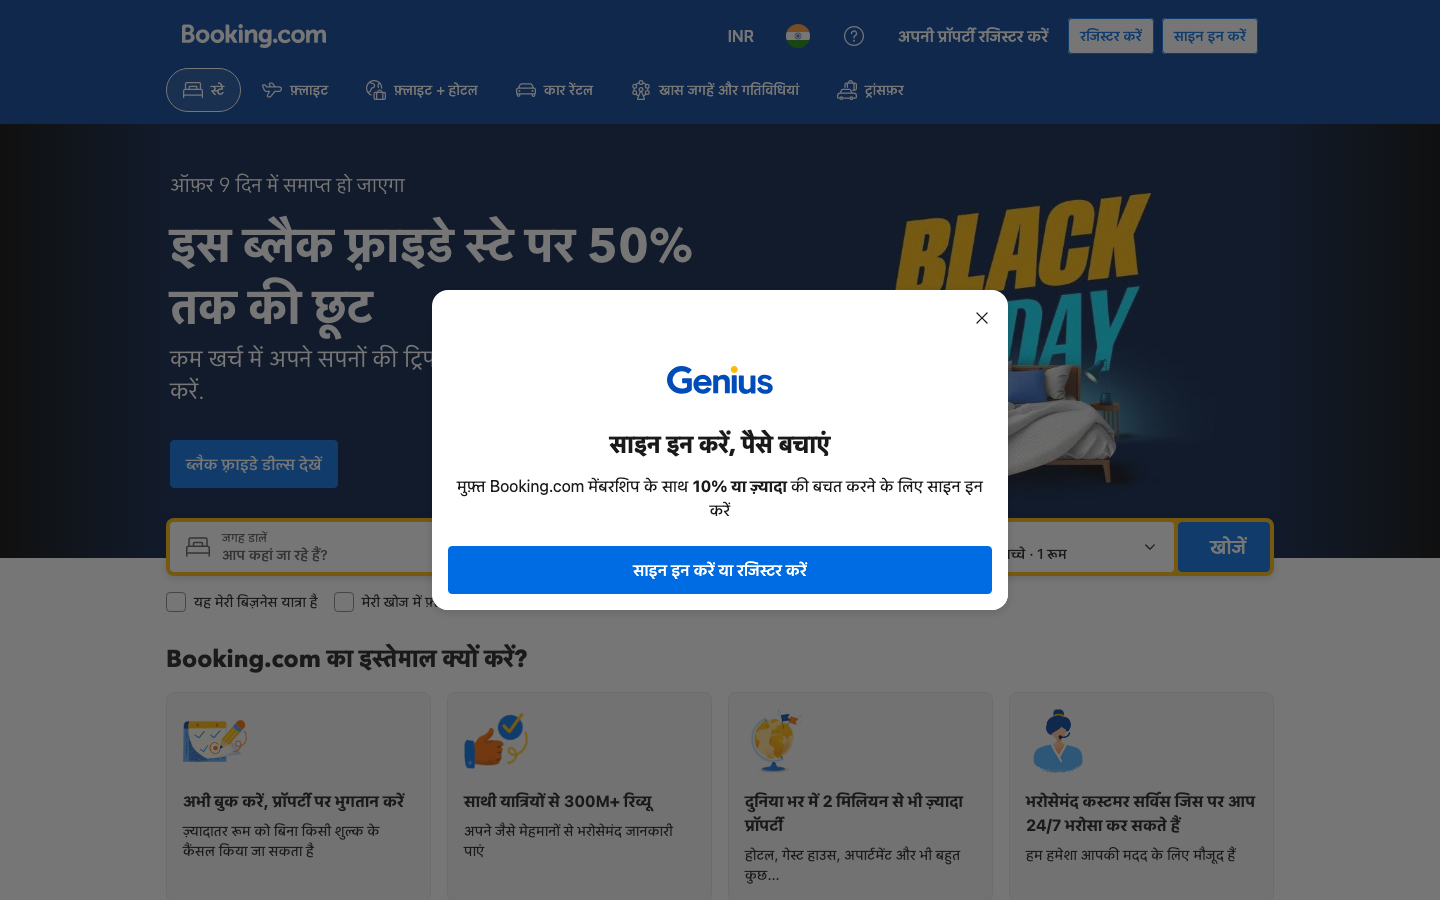 Booking.com
INR
अपनी प्रॉपर्टी रजिस्टर करें
रजिस्टर करें
साइन इन करें
स्टे
फ़्लाइट
फ़्लाइट + होटल
कार रेंटल
खास जगहें और गतिविधियां
ट्रांसफ़र
ऑफ़र 9 दिन में समाप्त हो जाएगा
इस ब्लैक फ़्राइडे स्टे पर 50%
तक की छूट
कम खर्च में अपने सपनों की
करें.
ब्लैक फ़्राइडे डील्स देखें
BLACK
DAY
Genius
साइन इन करें, पैसे बचाएं
मुफ़्त Booking.com मेंबरशिप के साथ 10% या ज़्यादा की बचत करने के लिए साइन इन
करें
साइन इन करें या रजिस्टर करें
जगह डालें
आप कहां जा रहे हैं?
· 1 रूम
खोजें
यह मेरी बिज़नेस यात्रा है
मेरी खोज में
Booking.com का इस्तेमाल क्यों करें?
अभी बुक करें, प्रॉपर्टी पर भुगतान करें
ज़्यादातर रूम को बिना किसी शुल्क के
कैंसल किया जा सकता है
साथी यात्रियों से 300M+ रिव्यू
अपने जैसे मेहमानों से भरोसेमंद जानकारी
पाएं
दुनिया भर में 2 मिलियन से भी ज़्यादा
प्रॉपर्टी
होटल, गेस्ट हाउस, अपार्टमेंट और भी बहुत
कुछ...
भरोसेमंद कस्टमर सर्विस जिस पर आप
24/7 भरोसा कर सकते हैं
हम हमेशा आपकी मदद के लिए मौजूद हैं